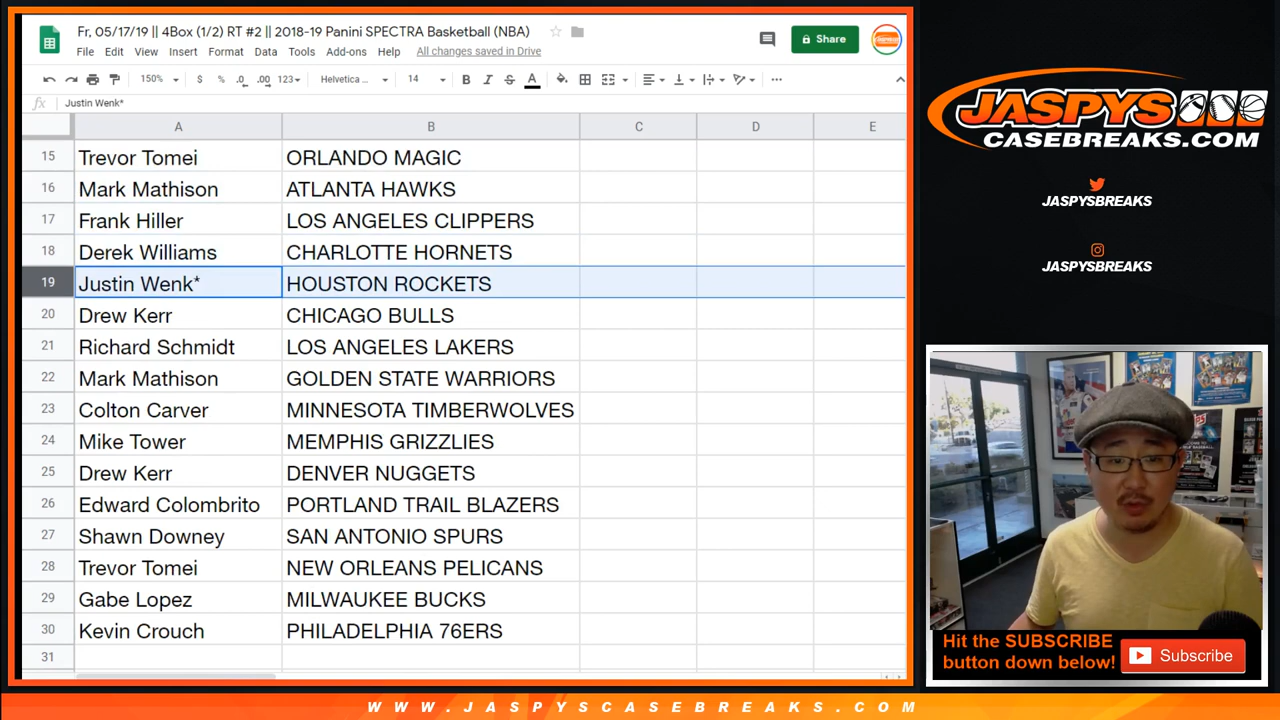 Fr, 05/17/19 || 4Box (1/2) RT #2 || 2018-19 Panini SPECTRA Basketball (NBA)
File Edit View Insert Format Data Tools Add-ons Help All changes saved in Drive
Share
150% $ % .0 .00 123 Helvetica ... 14 B I S A
fx Justin Wenk*
A B C D E
15 Trevor Tomei ORLANDO MAGIC
16 Mark Mathison ATLANTA HAWKS
17 Frank Hiller LOS ANGELES CLIPPERS
18 Derek Williams CHARLOTTE HORNETS
19 Justin Wenk* HOUSTON ROCKETS
20 Drew Kerr CHICAGO BULLS
21 Richard Schmidt LOS ANGELES LAKERS
22 Mark Mathison GOLDEN STATE WARRIORS
23 Colton Carver MINNESOTA TIMBERWOLVES
24 Mike Tower MEMPHIS GRIZZLIES
25 Drew Kerr DENVER NUGGETS
26 Edward Colombrito PORTLAND TRAIL BLAZERS
27 Shawn Downey SAN ANTONIO SPURS
28 Trevor Tomei NEW ORLEANS PELICANS
29 Gabe Lopez MILWAUKEE BUCKS
30 Kevin Crouch PHILADELPHIA 76ERS
31
JASPYS
CASEBREAKS.COM
JASPYSBREAKS
JASPYSBREAKS
Hit the SUBSCRIBE
button down below!
Subscribe
WWW.JASPYSCASEBREAKS.COM